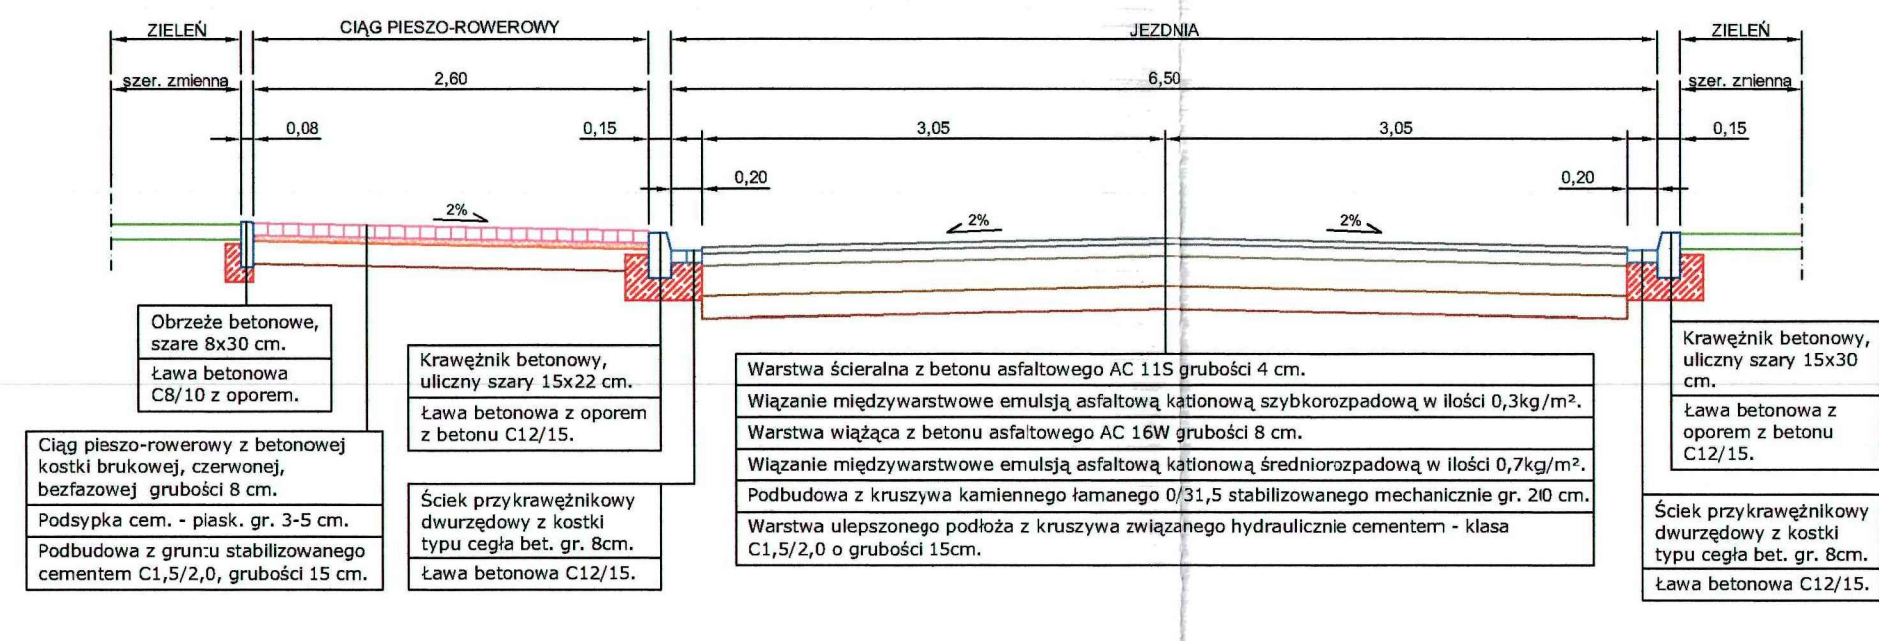 ZIELEŃ
CIĄG PIESZO-ROWEROWY
JEZDNIA
ZIELEŃ
szer. zmienna
2,60
6,50
szer. zmienna
0,08
0,15
3,05
3,05
0,15
0,20
0,20
2%
2%
2%
Obrzeże betonowe,
szare 8x30 cm.
Ława betonowa
C8/10 z oporem.
Ciąg pieszo-rowerowy z betonowej
kostki brukowej, czerwonej,
bezfazowej grubości 8 cm.
Podsypka cem. - piask. gr. 3-5 cm.
Podbudowa z gruntu stabilizowanego
cementem C1,5/2,0, grubości 15 cm.
Krawężnik betonowy,
uliczny szary 15x22 cm.
Ława betonowa z oporem
z betonu C12/15.
Ściek przykrawężnikowy
dwurzędowy z kostki
typu cegła bet. gr. 8cm.
Ława betonowa C12/15.
Warstwa ścieralna z betonu asfaltowego AC 11S grubości 4 cm.
Wiązanie międzywarstwowe emulsją asfaltową kationową szybkorozpadową w ilości 0,3kg/m².
Warstwa wiążąca z betonu asfaltowego AC 16W grubości 8 cm.
Wiązanie międzywarstwowe emulsją asfaltową kationową średniorozpadową w ilości 0,7kg/m².
Podbudowa z kruszywa kamiennego łamanego 0/31,5 stabilizowanego mechanicznie gr. 20 cm.
Warstwa ulepszonego podłoża z kruszywa związanego hydraulicznie cementem - klasa
C1,5/2,0 o grubości 15cm.
Krawężnik betonowy,
uliczny szary 15x30
cm.
Ława betonowa z
oporem z betonu
C12/15.
Ściek przykrawężnikowy
dwurzędowy z kostki
typu cegła bet. gr. 8cm.
Ława betonowa C12/15.